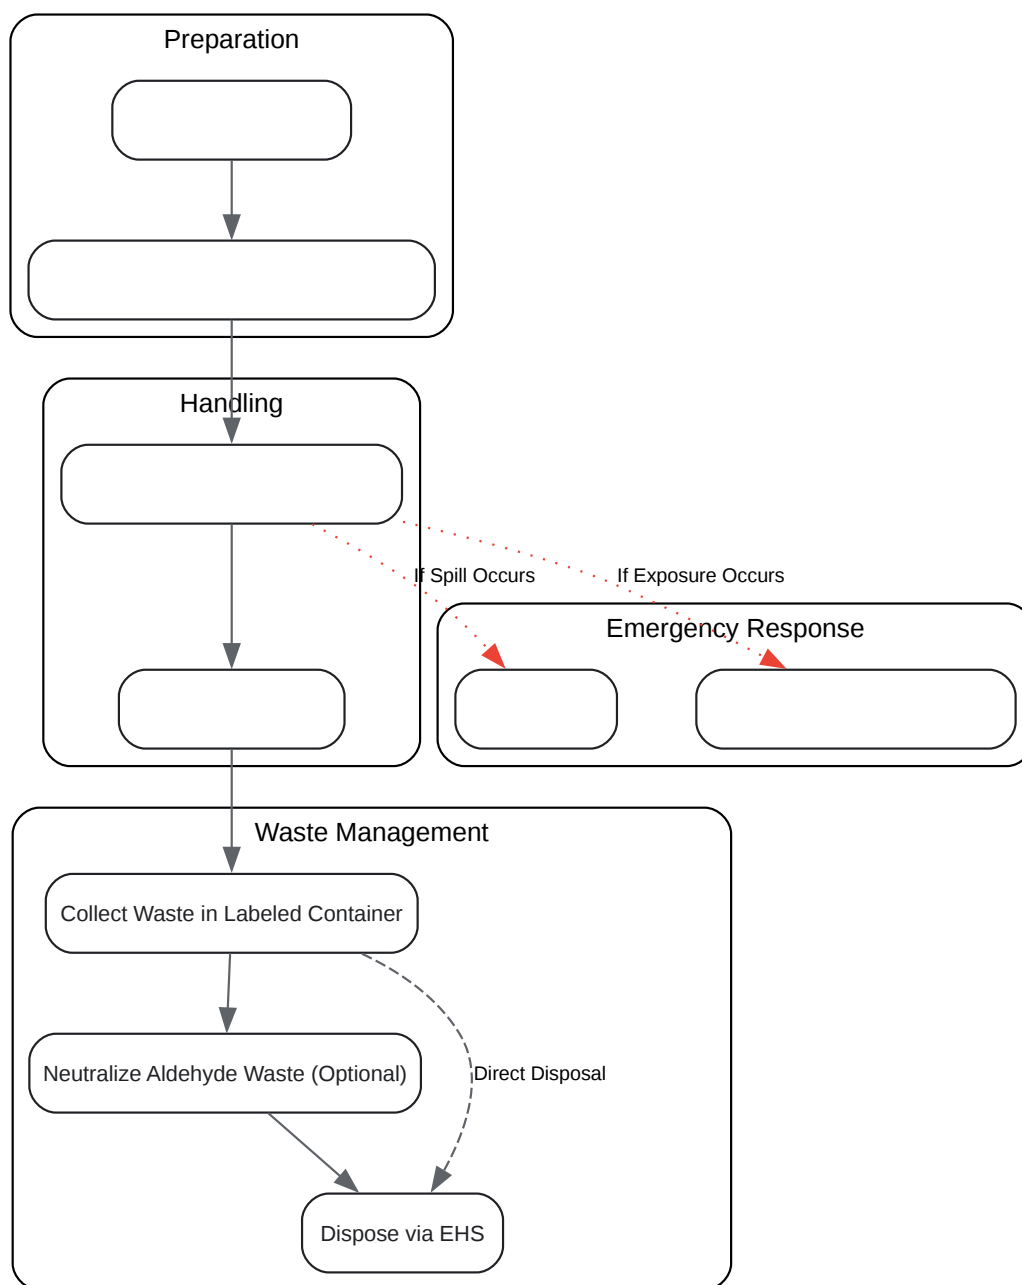 Preparation
Handling
If Spill Occurs
If Exposure Occurs
Emergency Response
Waste Management
Collect Waste in Labeled Container
Neutralize Aldehyde Waste (Optional)
Direct Disposal
Dispose via EHS